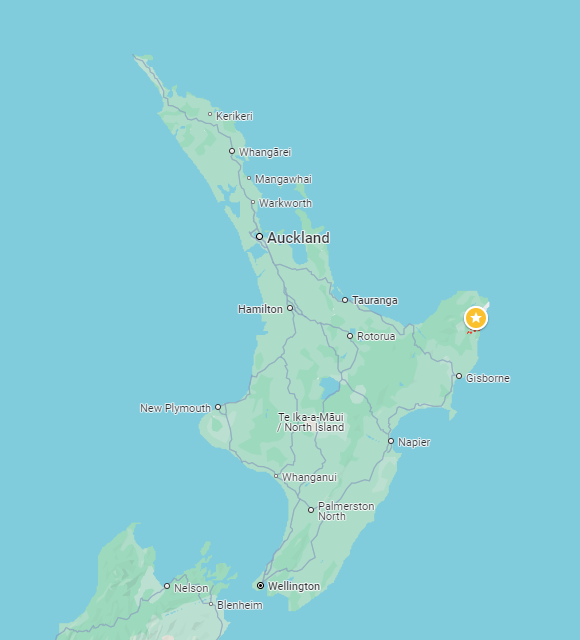 Kerikeri
Whangārei
Mangawhai
Warkworth
Auckland
Tauranga
Hamilton
Rotorua
Gisborne
New Plymouth
Te Ika-a-Māui
/ North Island
Napier
Whanganui
Palmerston
North
Wellington
Nelson
Blenheim